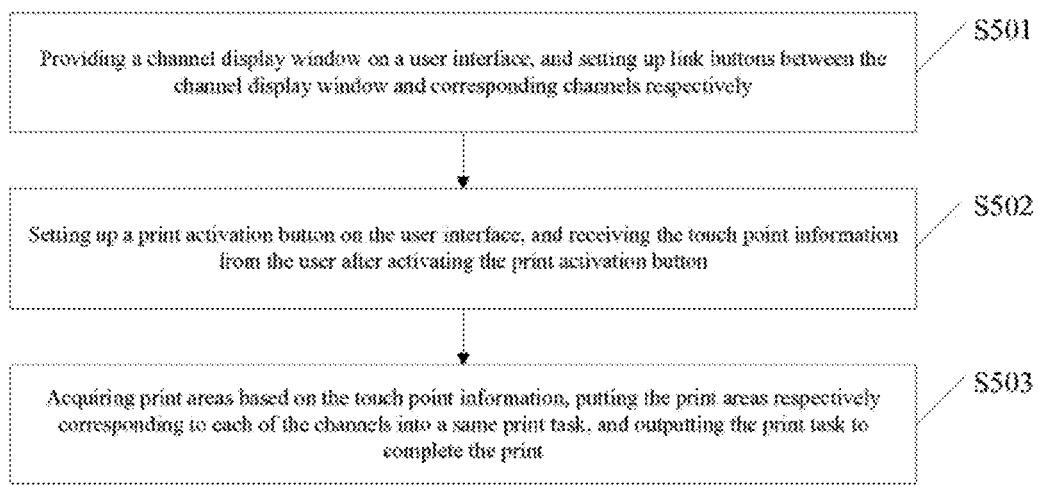 S501
Providing a channel display window on a user interface, and setting up link buttons between the
channel display window and corresponding channels respectively
S502
Setting up a print activation button on the user interface, and receiving the touch point information
from the user after activating the print activation button
S503
Acquiring print areas based on the touch point information, putting the print areas respectively
corresponding to each of the channels into a same print task, and outputting the print task to
complete the print